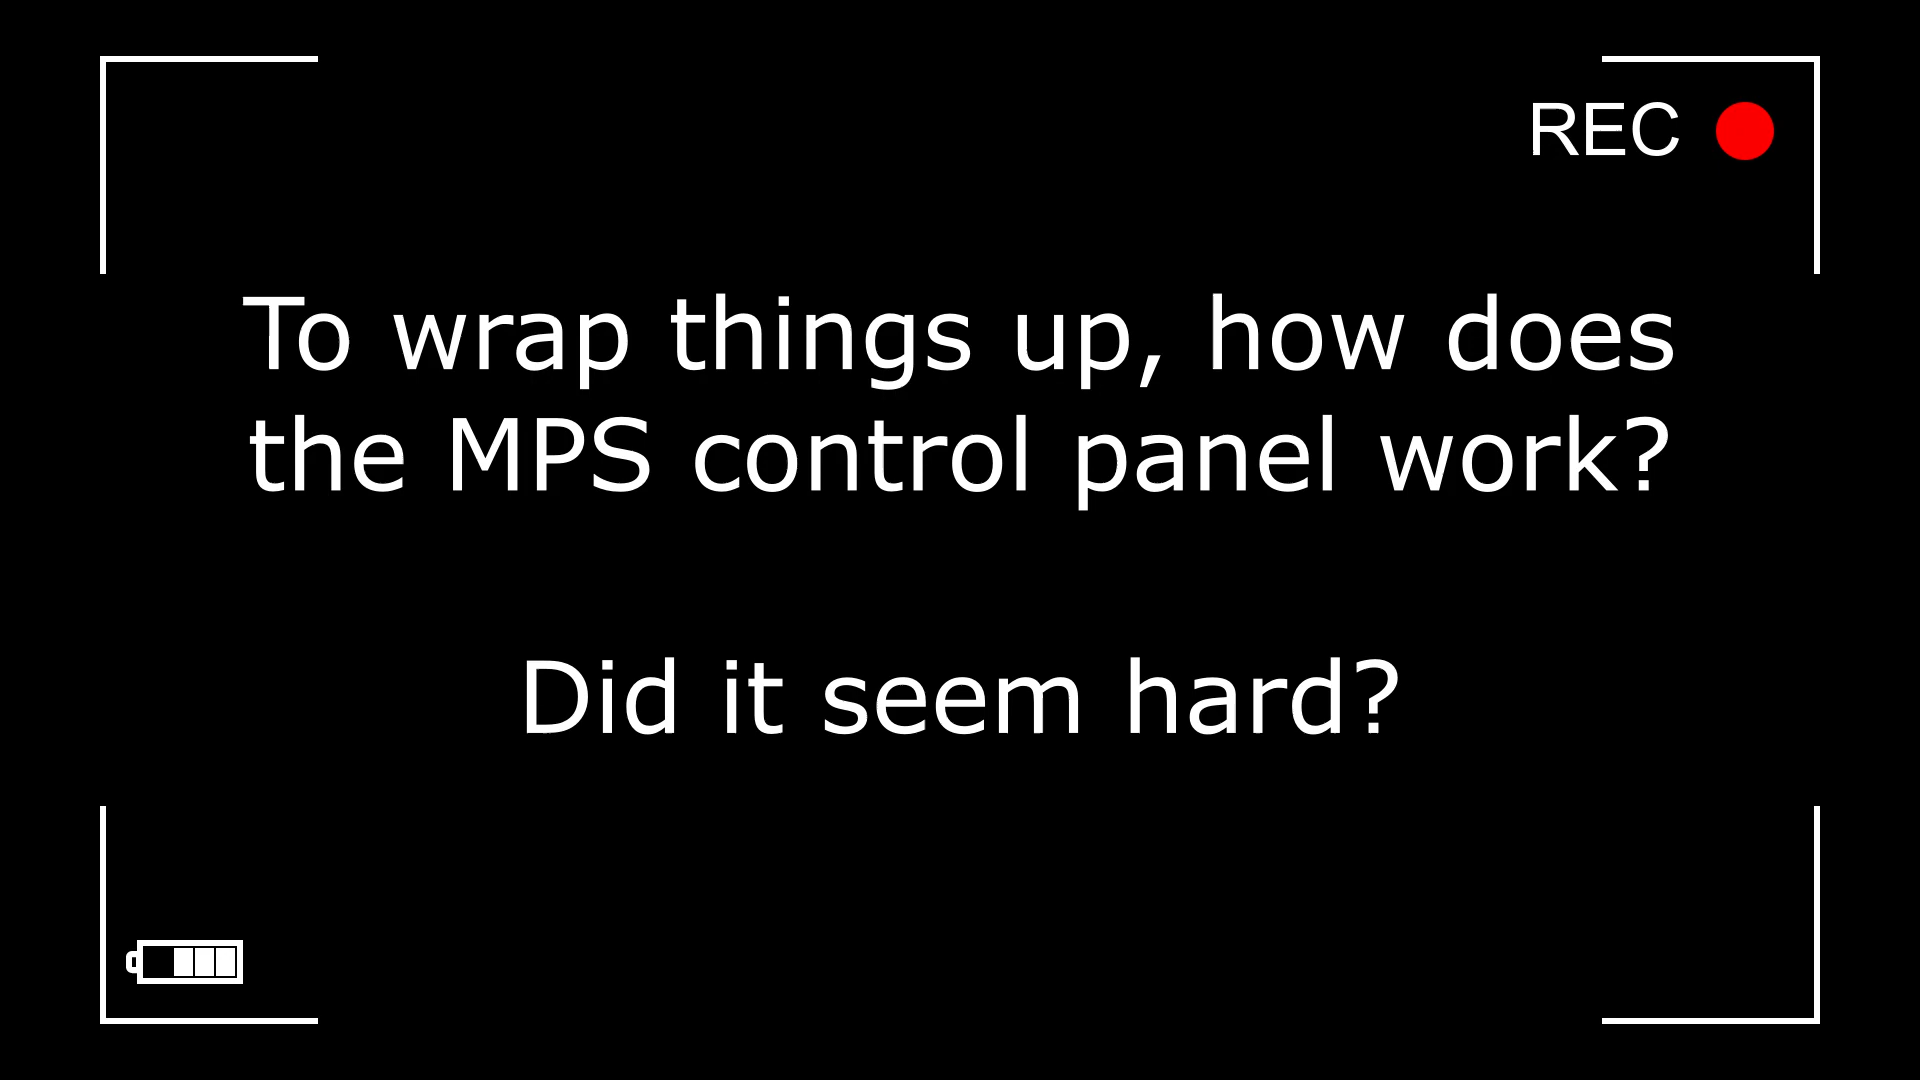 REC
To wrap things up, how does
the MPS control panel work?
Did it seem hard?